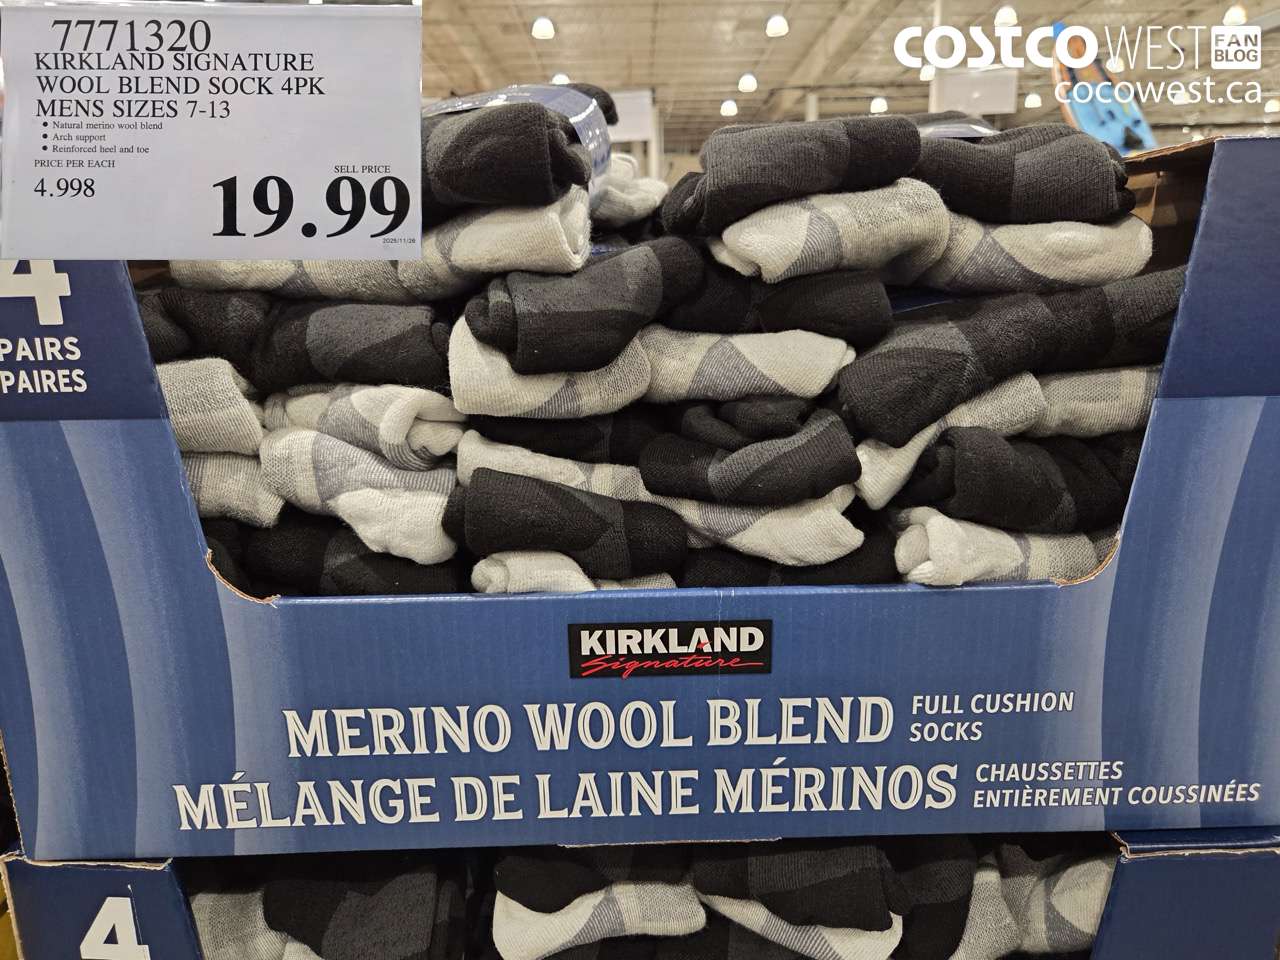 7771320
KIRKLAND SIGNATURE
WOOL BLEND SOCK 4PK
MENS SIZES 7-13
• Natural merino wool blend
• Arch support
• Reinforced heel and toe
PRICE PER EACH
4.998
SELL PRICE
19.99
2025/11/26
COSTCO WEST FAN BLOG
cocowest.ca
4
PAIRS
PAIRES
KIRKLAND
Signature
MERINO WOOL BLEND FULL CUSHION SOCKS
MÉLANGE DE LAINE MÉRINOS CHAUSSETTES ENTIÈREMENT COUSSINÉES
4